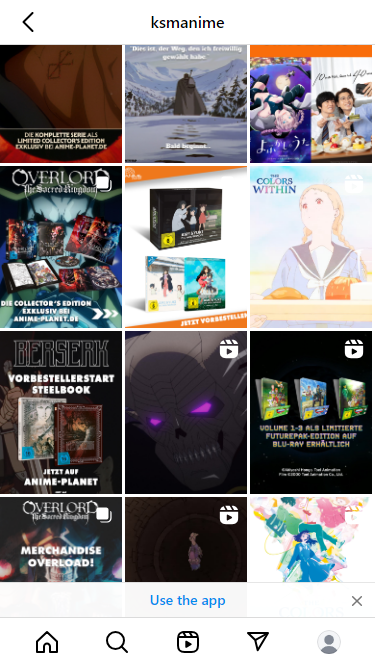 ksmanime
DIE KOMPLETTE SERIE ALS
LIMITED COLLECTOR'S EDITION
EXKLUSIV BEI ANIME-PLANET.DE
"Dies ist der Weg, den ich freiwillig
gewählt habe
Bald beginnt...
OVERLORD
The Sacred Kingdom
DIE COLLECTOR'S EDITION
EXKLUSIV BEI
ANIME-PLANET.DE
JETZT VORBESTELLEN
THE COLORS
WITHIN
BERSERK
VORBESTELLERSTART
STEELBOOK
JETZT AUF
ANIME-PLANET
VOLUME 1-3 ALS LIMITIERTE
FUTUREPAK-EDITION AUF
BLU-RAY ERHÄLTLICH
OVERLORD
The Sacred Kingdom
MERCHANDISE
OVERLOAD!
Use the app